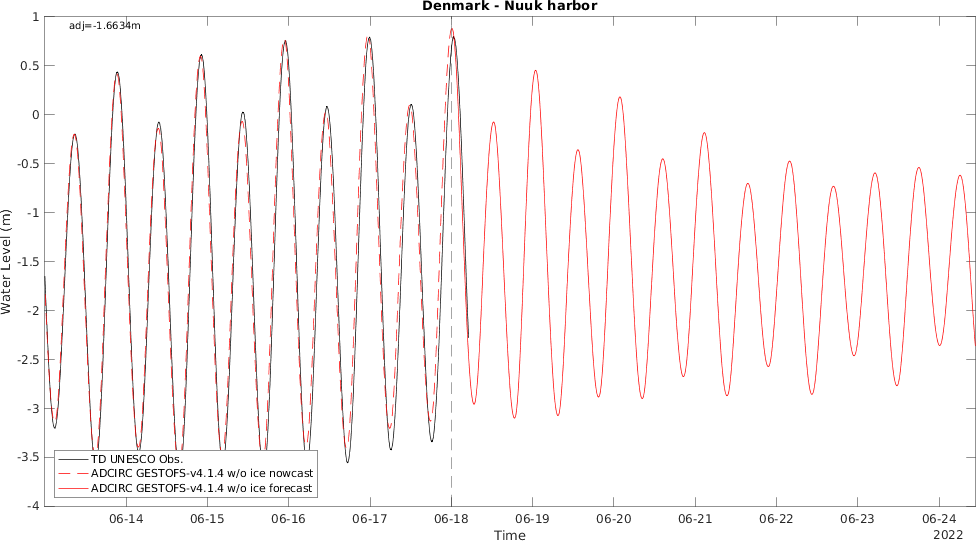 Denmark - Nuuk harbor
adj=-1.6634m
1
0.5
0
-0.5
-1
-1.5
-2
-2.5
-3
-3.5
-4
Water Level (m)
TD UNESCO Obs.
ADCIRC GESTOFS-v4.1.4 w/o ice nowcast
ADCIRC GESTOFS-v4.1.4 w/o ice forecast
06-14 06-15 06-16 06-17 06-18 06-19 06-20 06-21 06-22 06-23 06-24
Time
2022